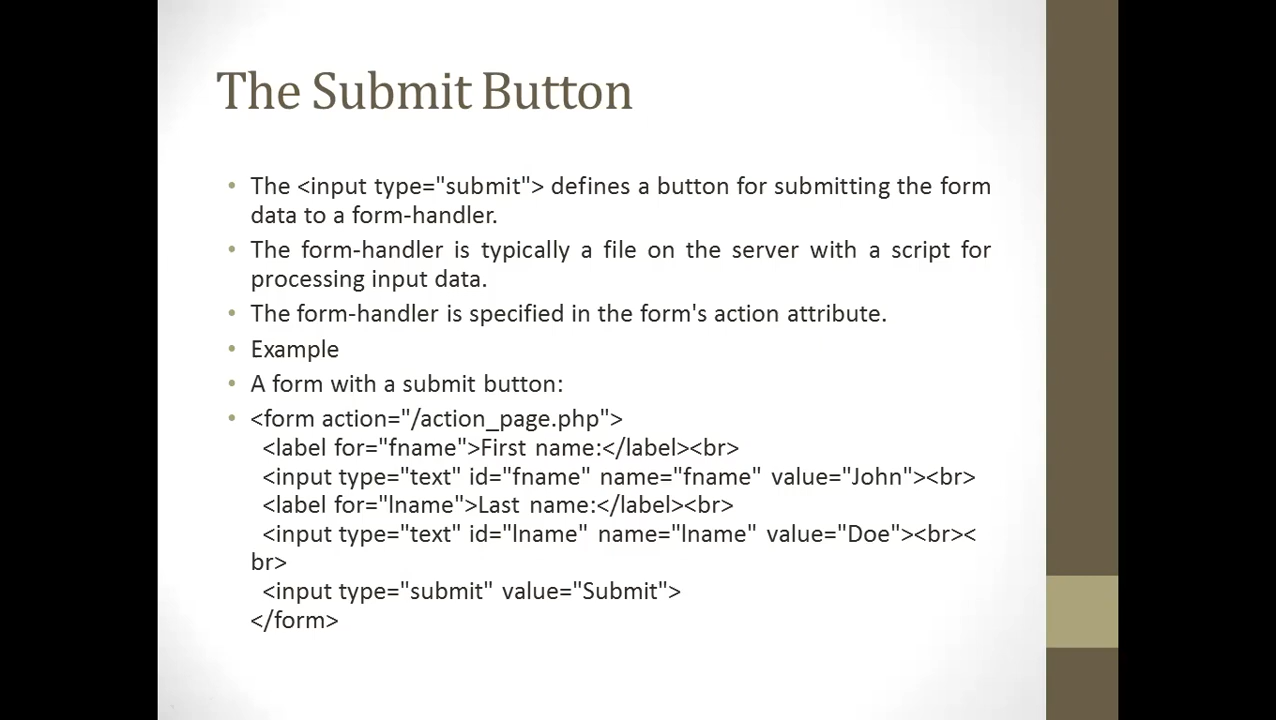 The Submit Button
• The <input type="submit"> defines a button for submitting the form
data to a form-handler.
• The form-handler is typically a file on the server with a script for
processing input data.
• The form-handler is specified in the form's action attribute.
• Example
• A form with a submit button:
• <form action="/action_page.php">
<label for="fname">First name:</label><br>
<input type="text" id="fname" name="fname" value="John"><br>
<label for="lname">Last name:</label><br>
<input type="text" id="lname" name="lname" value="Doe"><br><
br>
<input type="submit" value="Submit">
</form>